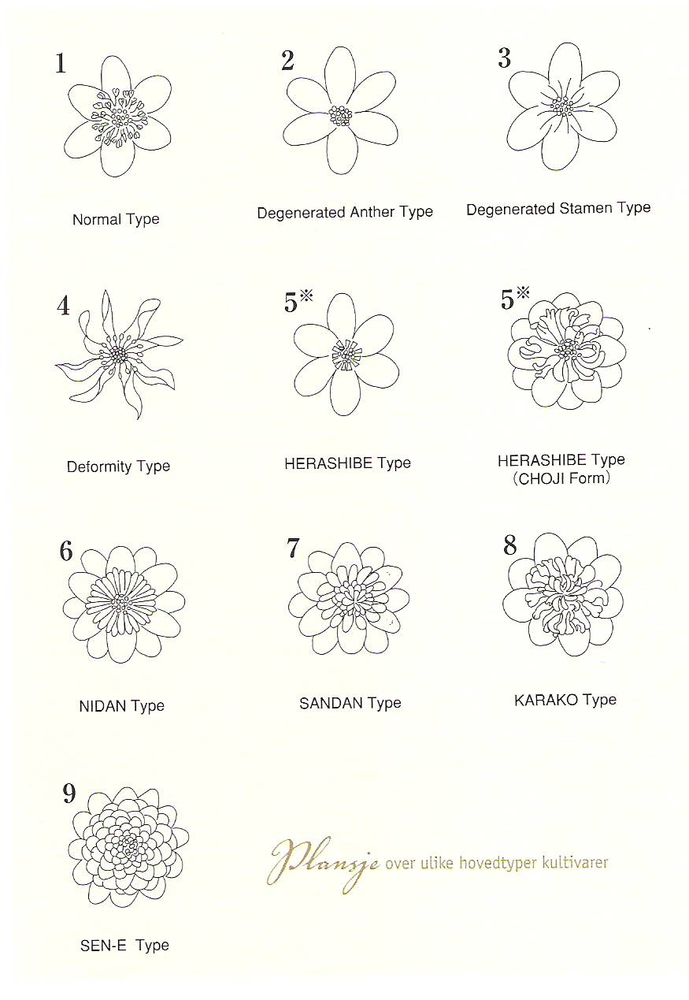 1
2
3
Normal Type
Degenerated Anther Type
Degenerated Stamen Type
4
5※
5※
Deformity Type
HERASHIBE Type
HERASHIBE Type
(CHOJI Form)
6
7
8
NIDAN Type
SANDAN Type
KARAKO Type
9
Plansje over ulike hovedtyper kultivarer
SEN-E Type